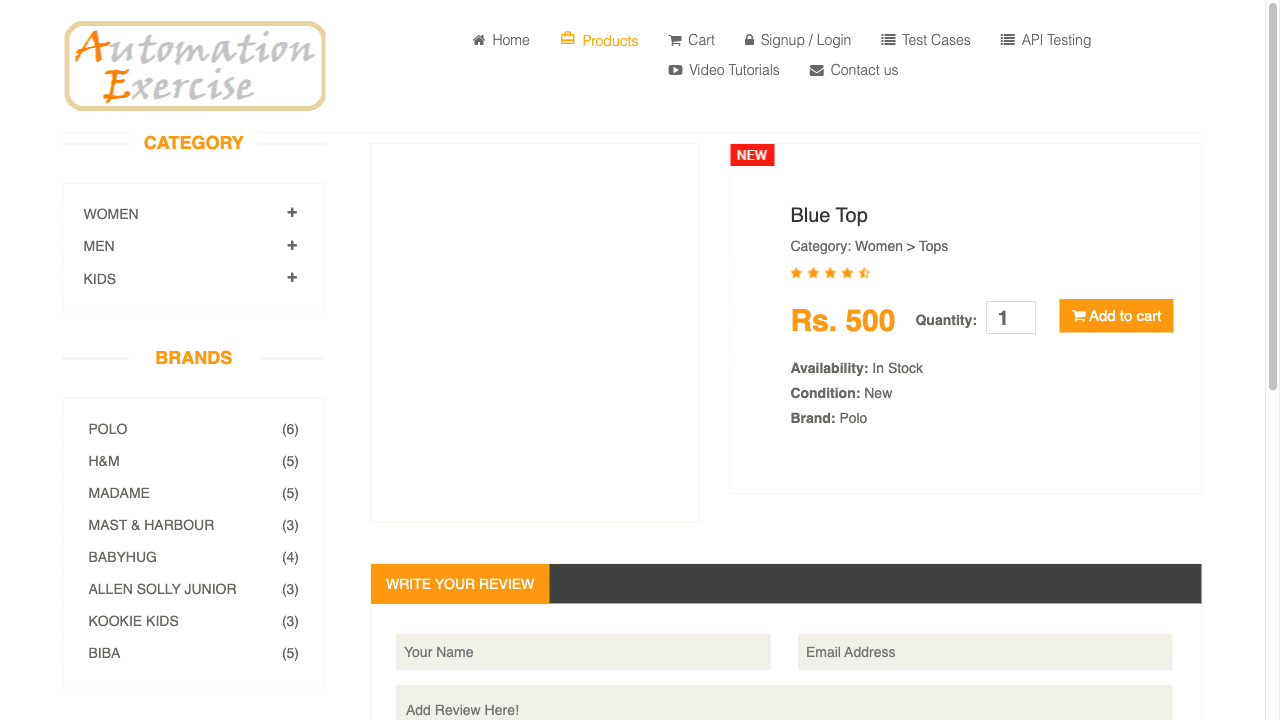 Automation
Exercise
Home
Products
Cart
Signup / Login
Test Cases
API Testing
Video Tutorials
Contact us
CATEGORY
WOMEN
MEN
KIDS
BRANDS
POLO (6)
H&M (5)
MADAME (5)
MAST & HARBOUR (3)
BABYHUG (4)
ALLEN SOLLY JUNIOR (3)
KOOKIE KIDS (3)
BIBA (5)
NEW
Blue Top
Category: Women > Tops
Rs. 500 Quantity: 1 Add to cart
Availability: In Stock
Condition: New
Brand: Polo
WRITE YOUR REVIEW
Your Name
Email Address
Add Review Here!